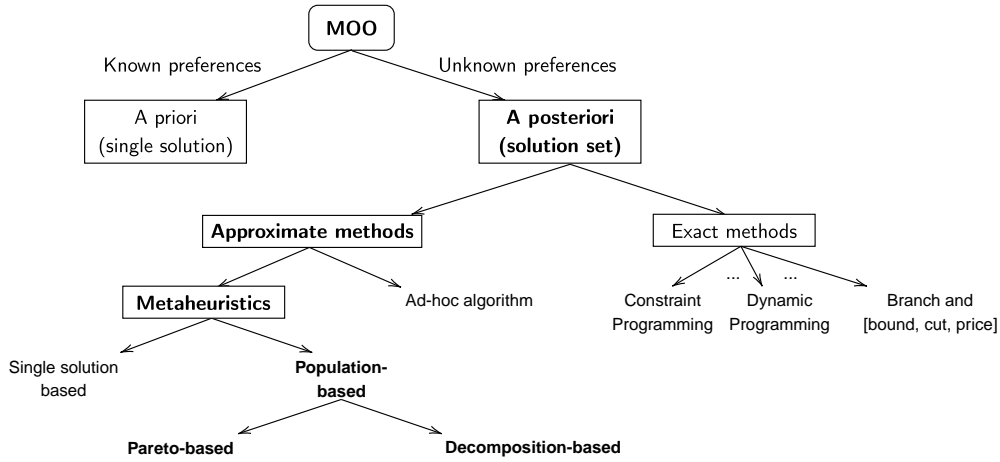 MOO
Known preferences
Unknown preferences
A priori
(single solution)
A posteriori
(solution set)
Approximate methods
Exact methods
... ...
Metaheuristics
Ad-hoc algorithm
Constraint
Programming
Dynamic
Programming
Branch and
[bound, cut, price]
Single solution
based
Population-
based
Pareto-based
Decomposition-based